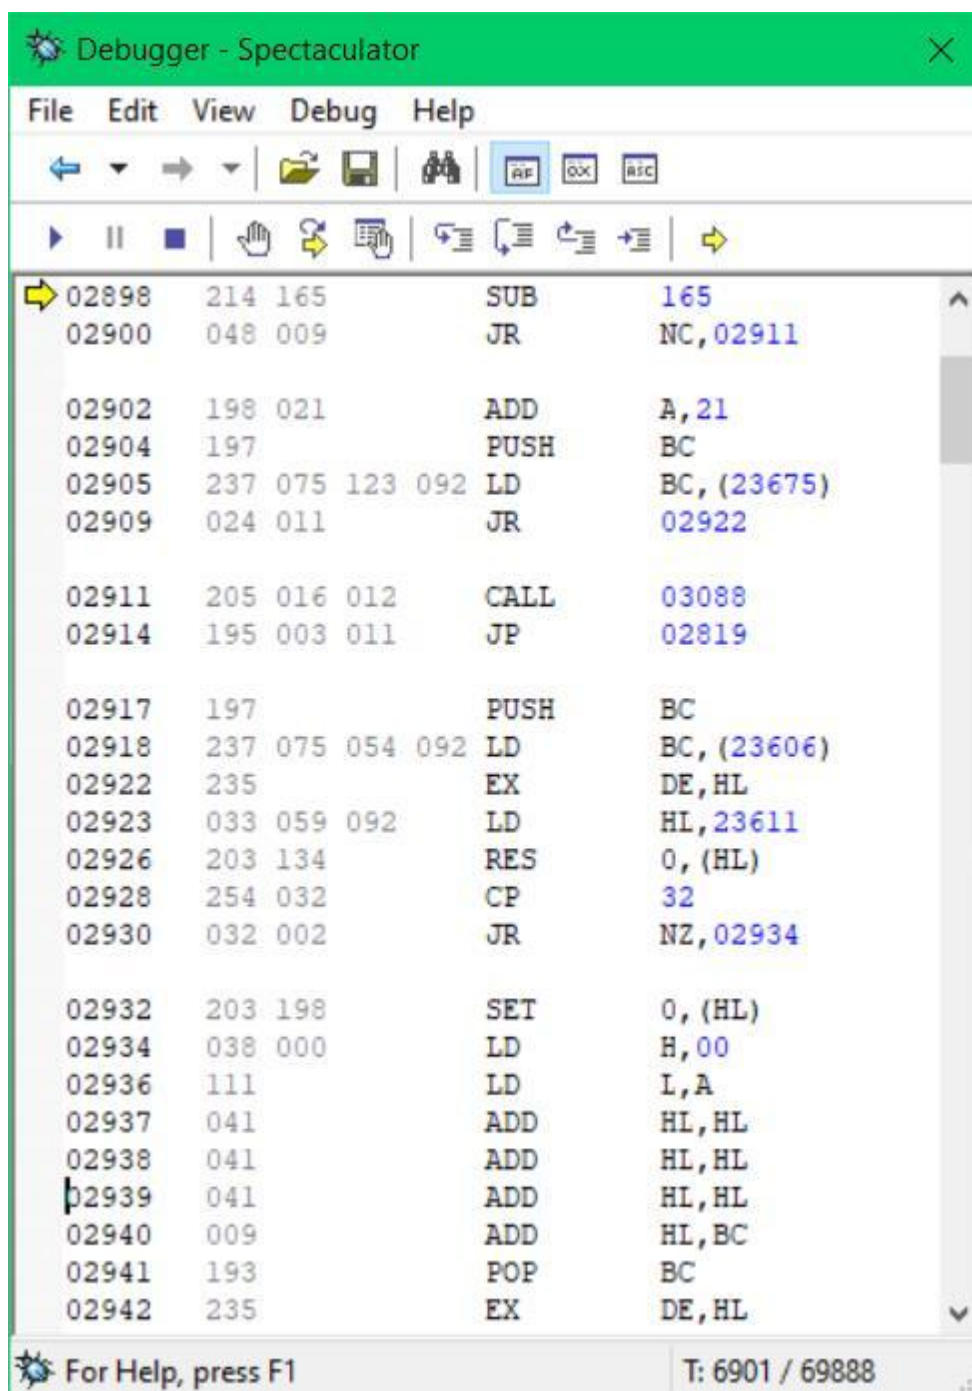 Debugger - Spectaculator
File Edit View Debug Help
AF 0X ASC
02898 214 165 SUB 165
02900 048 009 JR NC,02911
02902 198 021 ADD A,21
02904 197 PUSH BC
02905 237 075 123 092 LD BC,(23675)
02909 024 011 JR 02922
02911 205 016 012 CALL 03088
02914 195 003 011 JP 02819
02917 197 PUSH BC
02918 237 075 054 092 LD BC,(23606)
02922 235 EX DE,HL
02923 033 059 092 LD HL,23611
02926 203 134 RES 0,(HL)
02928 254 032 CP 32
02930 032 002 JR NZ,02934
02932 203 198 SET 0,(HL)
02934 038 000 LD H,00
02936 111 LD L,A
02937 041 ADD HL,HL
02938 041 ADD HL,HL
02939 041 ADD HL,HL
02940 009 ADD HL,BC
02941 193 POP BC
02942 235 EX DE,HL
For Help, press F1 T: 6901 / 69888